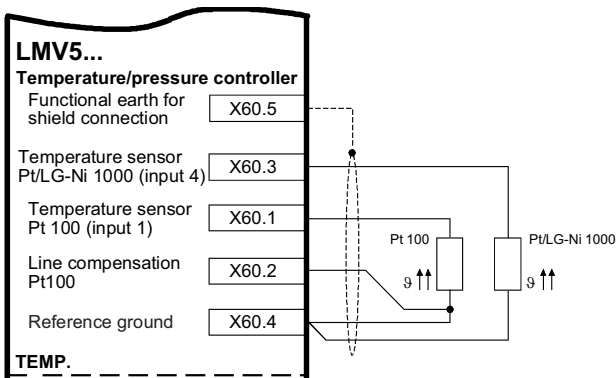 LMV5...
Temperature/pressure controller
Functional earth for
shield connection
X60.5
Temperature sensor
Pt/LG-Ni 1000 (input 4)
X60.3
Temperature sensor
Pt 100 (input 1)
X60.1
Line compensation
Pt100
X60.2
Reference ground
X60.4
TEMP.
Pt 100
ϑ
Pt/LG-Ni 1000
ϑ